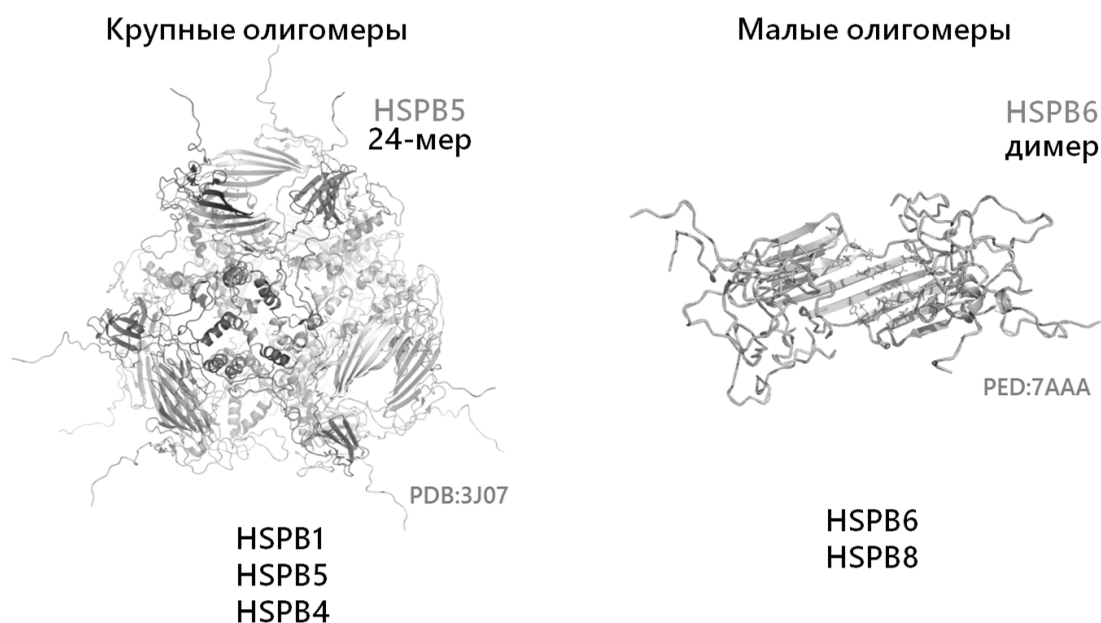 Крупные олигомеры
HSPB5
24-мер
PDB:3J07
HSPB1
HSPB5
HSPB4
Малые олигомеры
HSPB6
димер
PED:7AAA
HSPB6
HSPB8